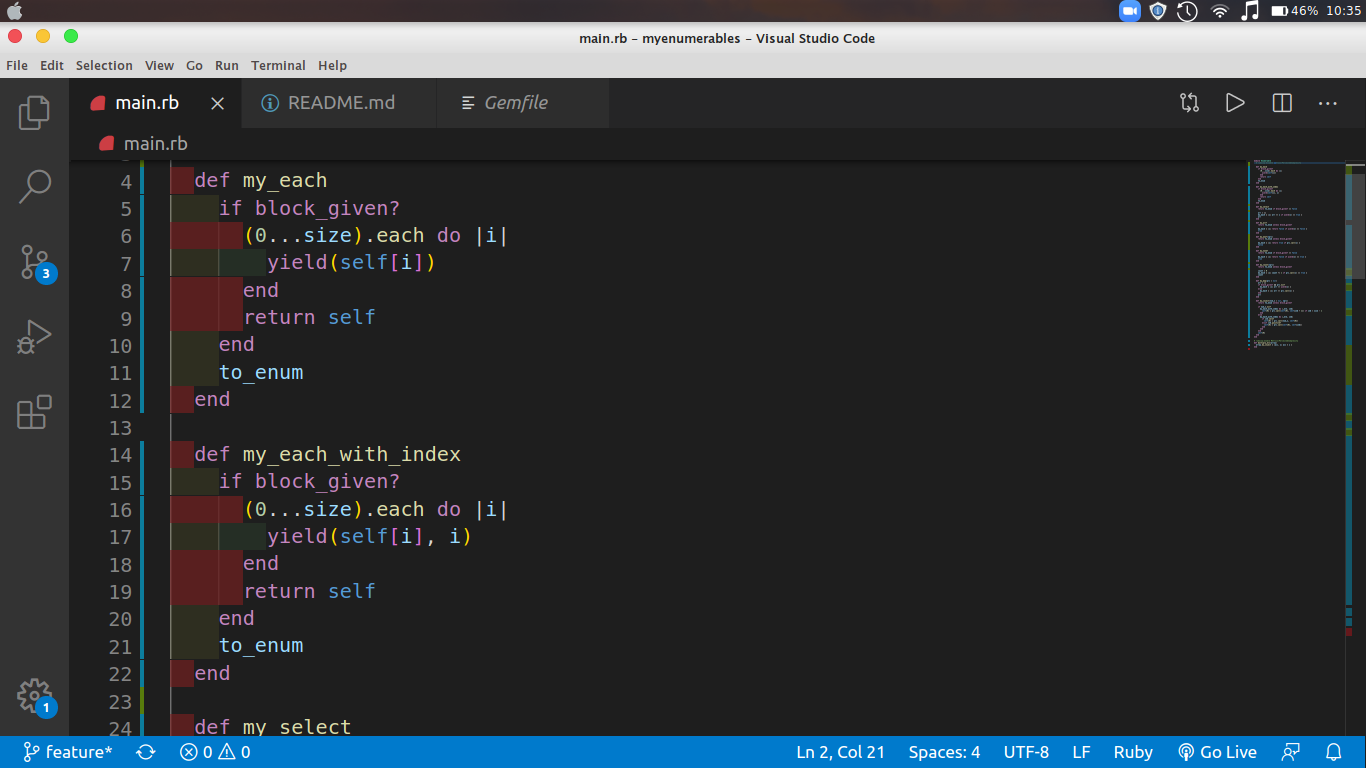 46% 10:35
main.rb - myenumerables - Visual Studio Code
File Edit Selection View Go Run Terminal Help
main.rb README.md Gemfile
main.rb
4 def my_each
5 if block_given?
6 (0...size).each do |i|
7 yield(self[i])
8 end
9 return self
10 end
11 to_enum
12 end
13
14 def my_each_with_index
15 if block_given?
16 (0...size).each do |i|
17 yield(self[i], i)
18 end
19 return self
20 end
21 to_enum
22 end
23
24 def my_select
3
1
feature* 0 0 Ln 2, Col 21 Spaces: 4 UTF-8 LF Ruby Go Live